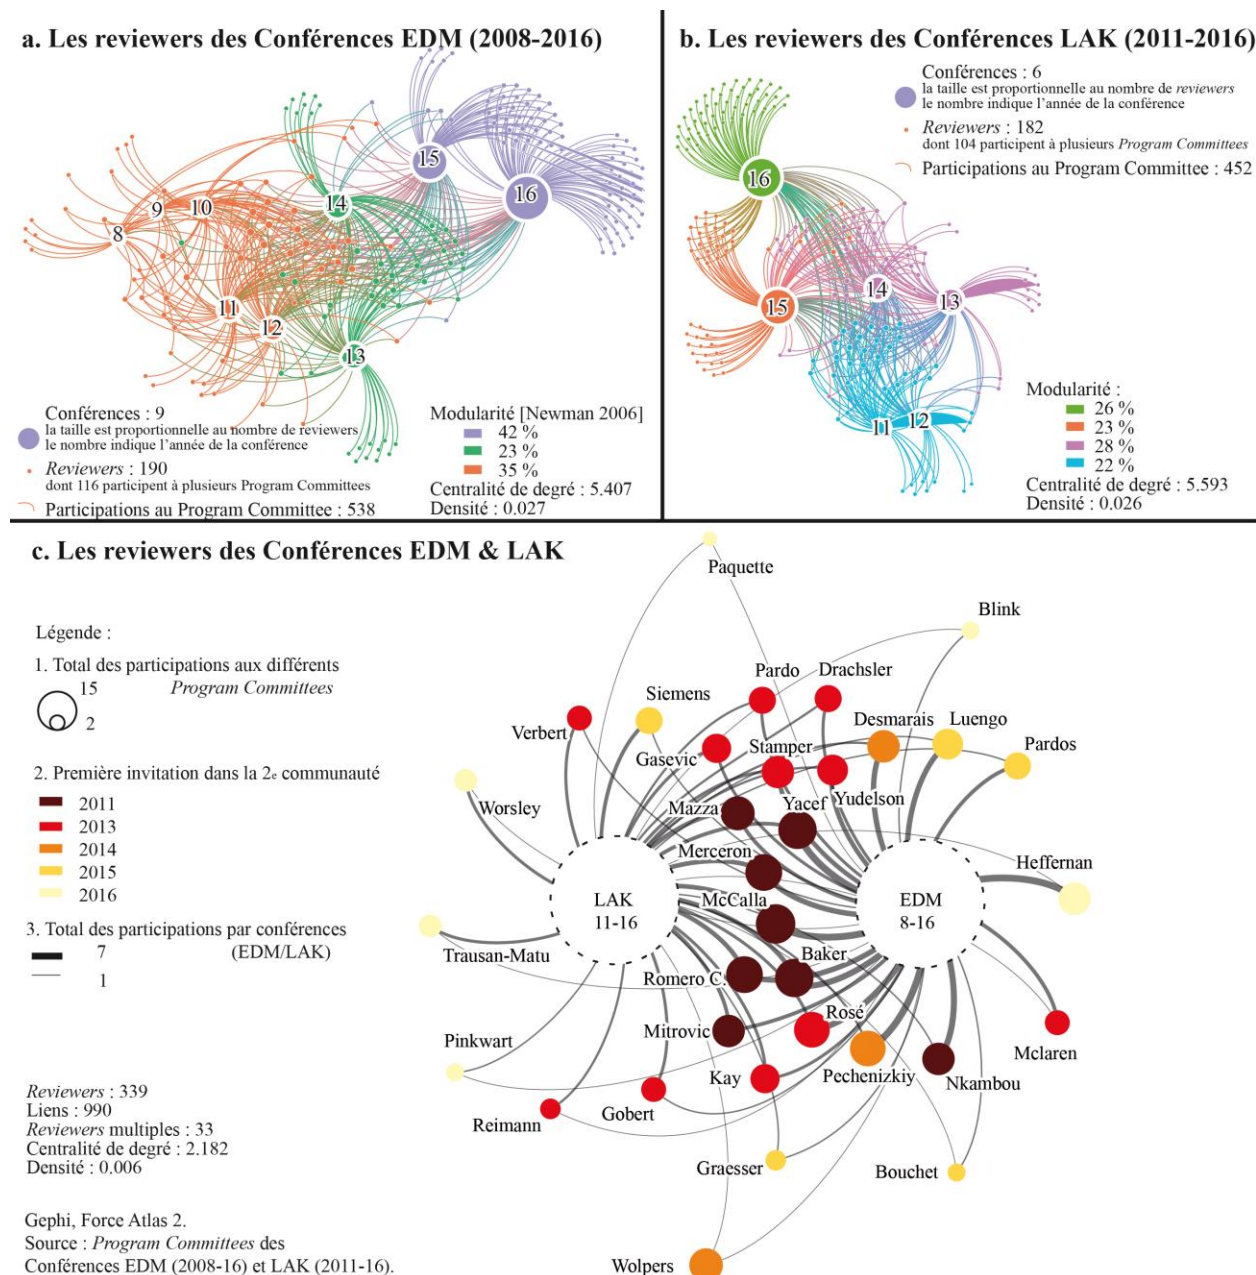 a. Les reviewers des Conférences EDM (2008-2016)
15
16
14
9
10
8
11
12
13
Conférences : 9
la taille est proportionnelle au nombre de reviewers
le nombre indique l'année de la conférence
Reviewers : 190
dont 116 participent à plusieurs Program Committees
Participations au Program Committee : 538
Modularité [Newman 2006]
42 %
23 %
35 %
Centralité de degré : 5.407
Densité : 0.027
b. Les reviewers des Conférences LAK (2011-2016)
Conférences : 6
la taille est proportionnelle au nombre de reviewers
le nombre indique l'année de la conférence
Reviewers : 182
dont 104 participent à plusieurs Program Committees
Participations au Program Committee : 452
16
14
13
15
11
12
Modularité :
26 %
23 %
28 %
22 %
Centralité de degré : 5.593
Densité : 0.026
c. Les reviewers des Conférences EDM & LAK
Légende :
1. Total des participations aux différents
Program Committees
15
2
2. Première invitation dans la 2e communauté
2011
2013
2014
2015
2016
3. Total des participations par conférences
(EDM/LAK)
7
1
Reviewers : 339
Liens : 990
Reviewers multiples : 33
Centralité de degré : 2.182
Densité : 0.006
Gephi, Force Atlas 2.
Source : Program Committees des
Conférences EDM (2008-16) et LAK (2011-16).
Paquette
Blink
Pardo
Drachsler
Siemens
Verbert
Desmarais
Luengo
Gasevic
Stamper
Pardos
Worsley
Mazza
Yacef
Yudelson
Merceron
Heffernan
LAK
11-16
EDM
8-16
McCalla
Trausan-Matu
Baker
Romero C.
Rosé
Mitrovic
Pinkwart
Mclaren
Kay
Pechenizkiy
Nkambou
Gobert
Reimann
Graesser
Bouchet
Wolpers